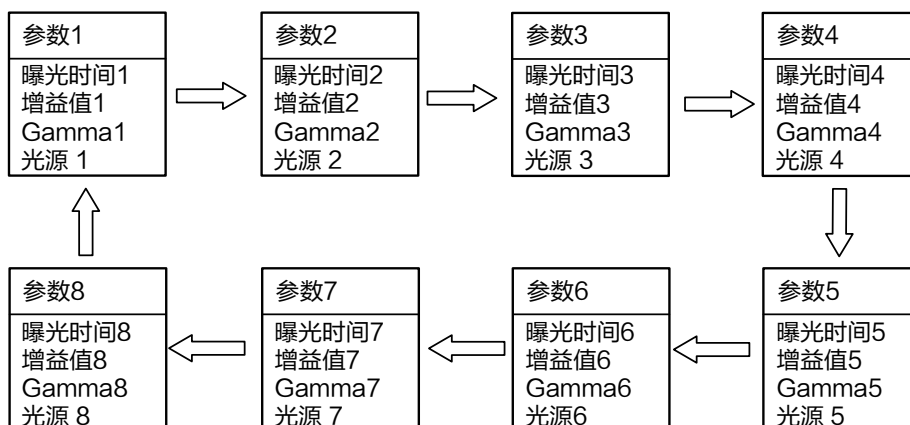 参数1
曝光时间1
增益值1
Gamma1
光源 1
参数2
曝光时间2
增益值2
Gamma2
光源 2
参数3
曝光时间3
增益值3
Gamma3
光源 3
参数4
曝光时间4
增益值4
Gamma4
光源 4
参数8
曝光时间8
增益值8
Gamma8
光源 8
参数7
曝光时间7
增益值7
Gamma7
光源 7
参数6
曝光时间6
增益值6
Gamma6
光源6
参数5
曝光时间5
增益值5
Gamma5
光源 5